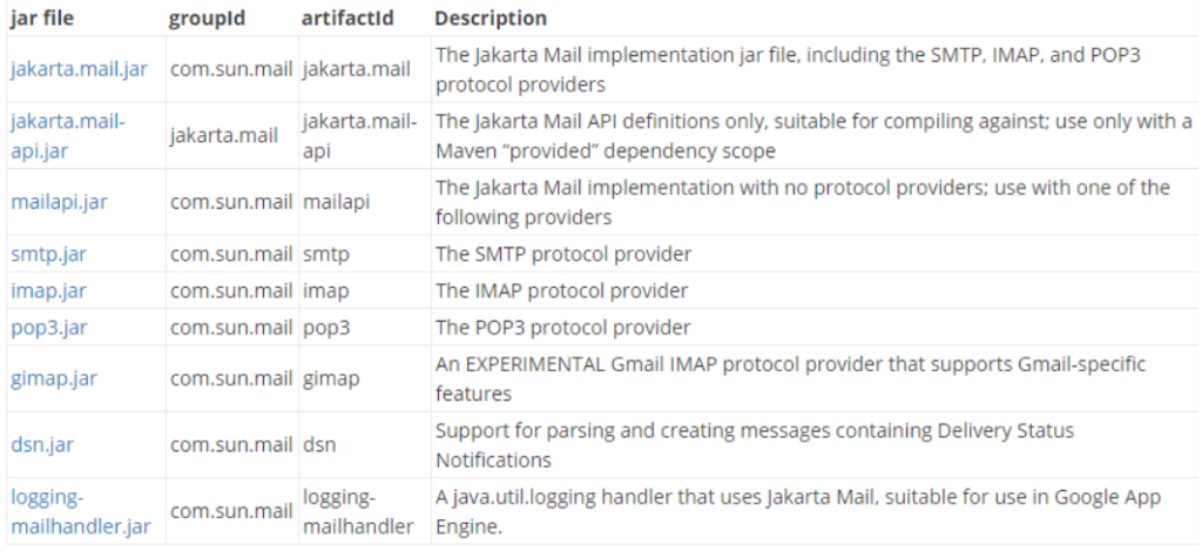 jar file groupId artifactId Description
jakarta.mail.jar com.sun.mail jakarta.mail The Jakarta Mail implementation jar file, including the SMTP, IMAP, and POP3
protocol providers
jakarta.mail- jakarta.mail jakarta.mail- The Jakarta Mail API definitions only, suitable for compiling against; use only with a
api.jar api Maven “provided” dependency scope
mailapi.jar com.sun.mail mailapi The Jakarta Mail implementation with no protocol providers; use with one of the
following providers
smtp.jar com.sun.mail smtp The SMTP protocol provider
imap.jar com.sun.mail imap The IMAP protocol provider
pop3.jar com.sun.mail pop3 The POP3 protocol provider
gimap.jar com.sun.mail gimap An EXPERIMENTAL Gmail IMAP protocol provider that supports Gmail-specific
features
dsn.jar com.sun.mail dsn Support for parsing and creating messages containing Delivery Status
Notifications
logging- com.sun.mail logging- A java.util.logging handler that uses Jakarta Mail, suitable for use in Google App
mailhandler.jar mailhandler Engine.